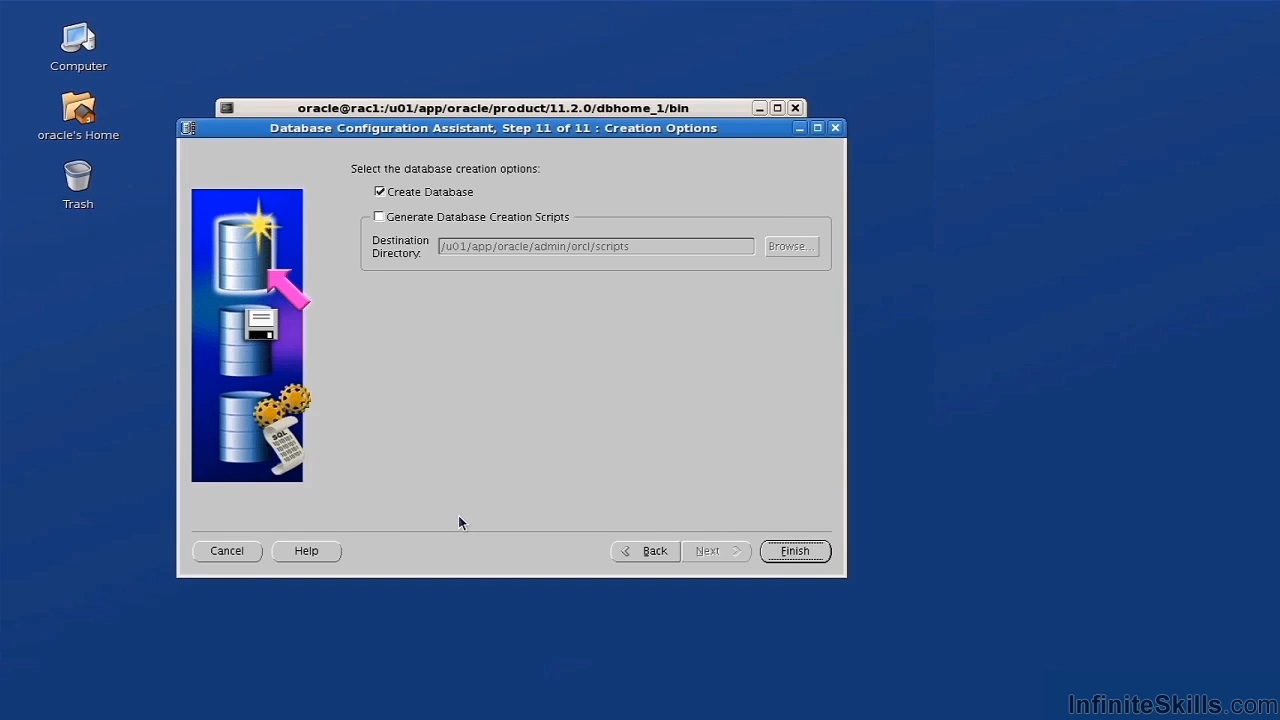 Computer
oracle's Home
Trash
oracle@rac1:/u01/app/oracle/product/11.2.0/dbhome_1/bin
Database Configuration Assistant, Step 11 of 11 : Creation Options
Select the database creation options:
Create Database
Generate Database Creation Scripts
Destination
Directory:
/u01/app/oracle/admin/orcl/scripts
Browse...
SQL
Cancel
Help
Back
Next
Finish
InfiniteSkills.com